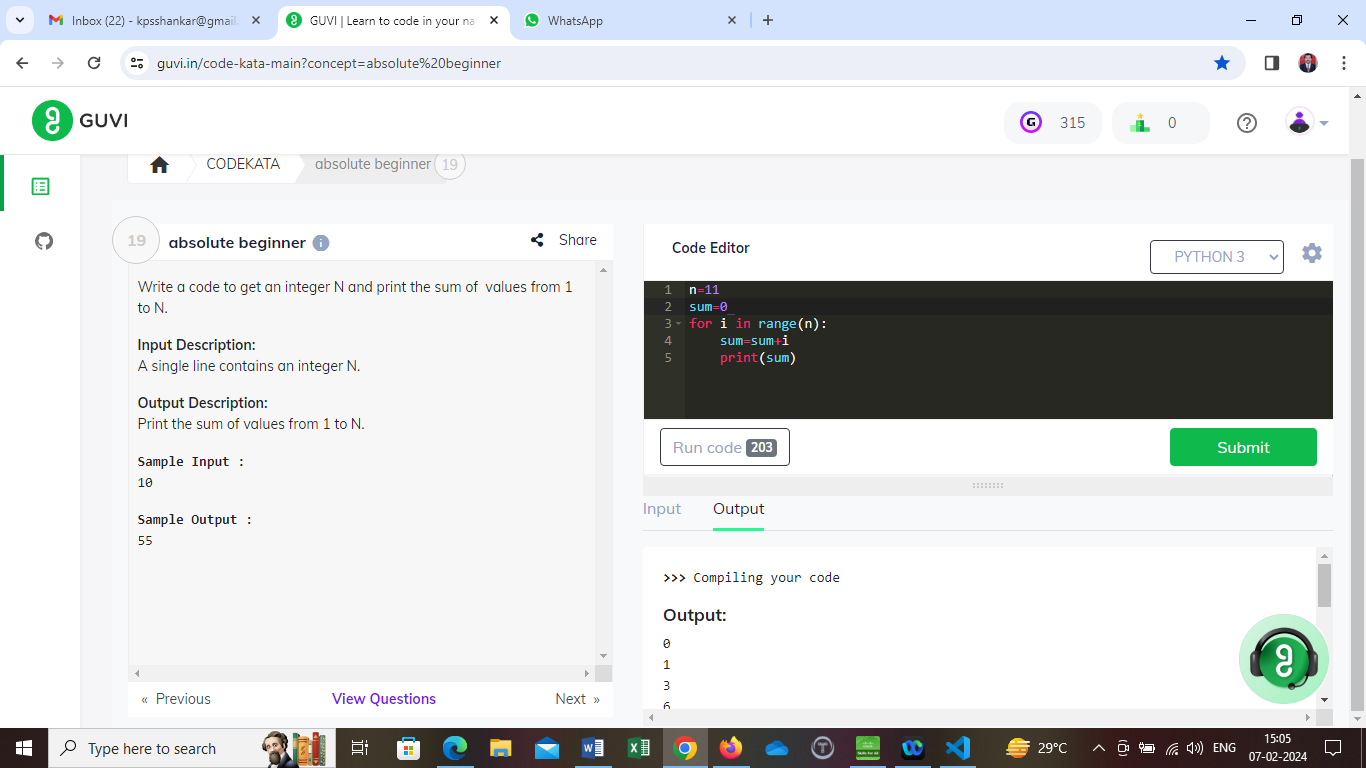 Inbox (22) - kpsshankar@gmail.
GUVI | Learn to code in your na
WhatsApp
guvi.in/code-kata-main?concept=absolute%20beginner
GUVI
315
0
CODEKATA
absolute beginner
19
19
absolute beginner
Share
Write a code to get an integer N and print the sum of values from 1
to N.
Input Description:
A single line contains an integer N.
Output Description:
Print the sum of values from 1 to N.
Sample Input :
10
Sample Output :
55
« Previous
View Questions
Next »
Code Editor
PYTHON 3
1 n=11
2 sum=0
3 for i in range(n):
4 sum=sum+i
5 print(sum)
Run code 203
Submit
Input
Output
>>> Compiling your code
Output:
0
1
3
6
Type here to search
29°C
ENG
15:05
07-02-2024